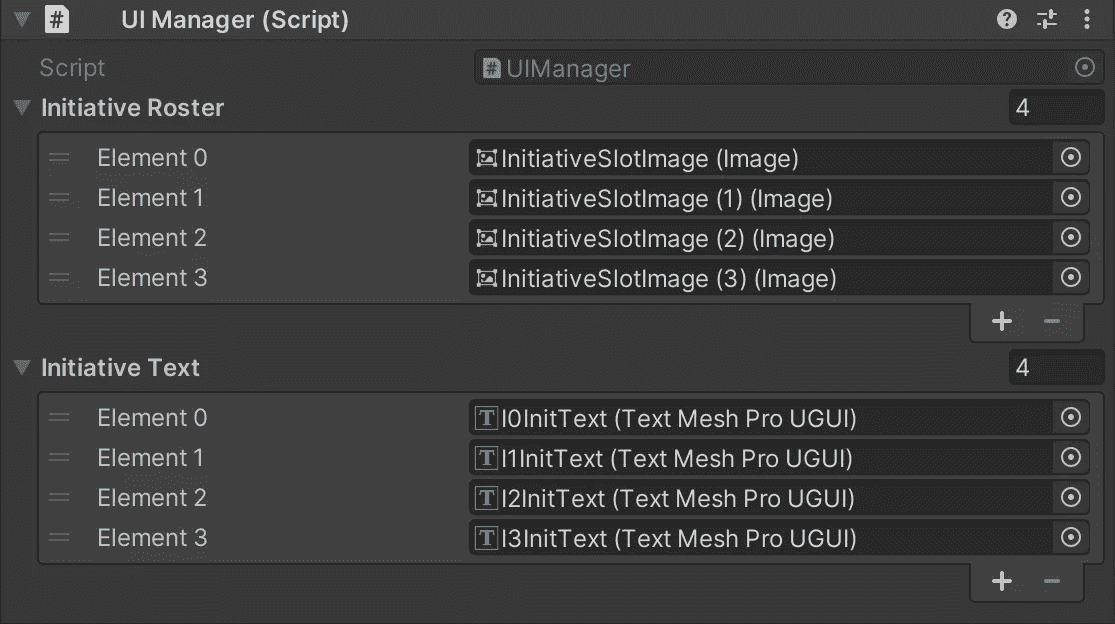 UI Manager (Script)
Script UIManager
Initiative Roster 4
Element 0 InitiativeSlotImage (Image)
Element 1 InitiativeSlotImage (1) (Image)
Element 2 InitiativeSlotImage (2) (Image)
Element 3 InitiativeSlotImage (3) (Image)
Initiative Text 4
Element 0 I0InitText (Text Mesh Pro UGUI)
Element 1 I1InitText (Text Mesh Pro UGUI)
Element 2 I2InitText (Text Mesh Pro UGUI)
Element 3 I3InitText (Text Mesh Pro UGUI)